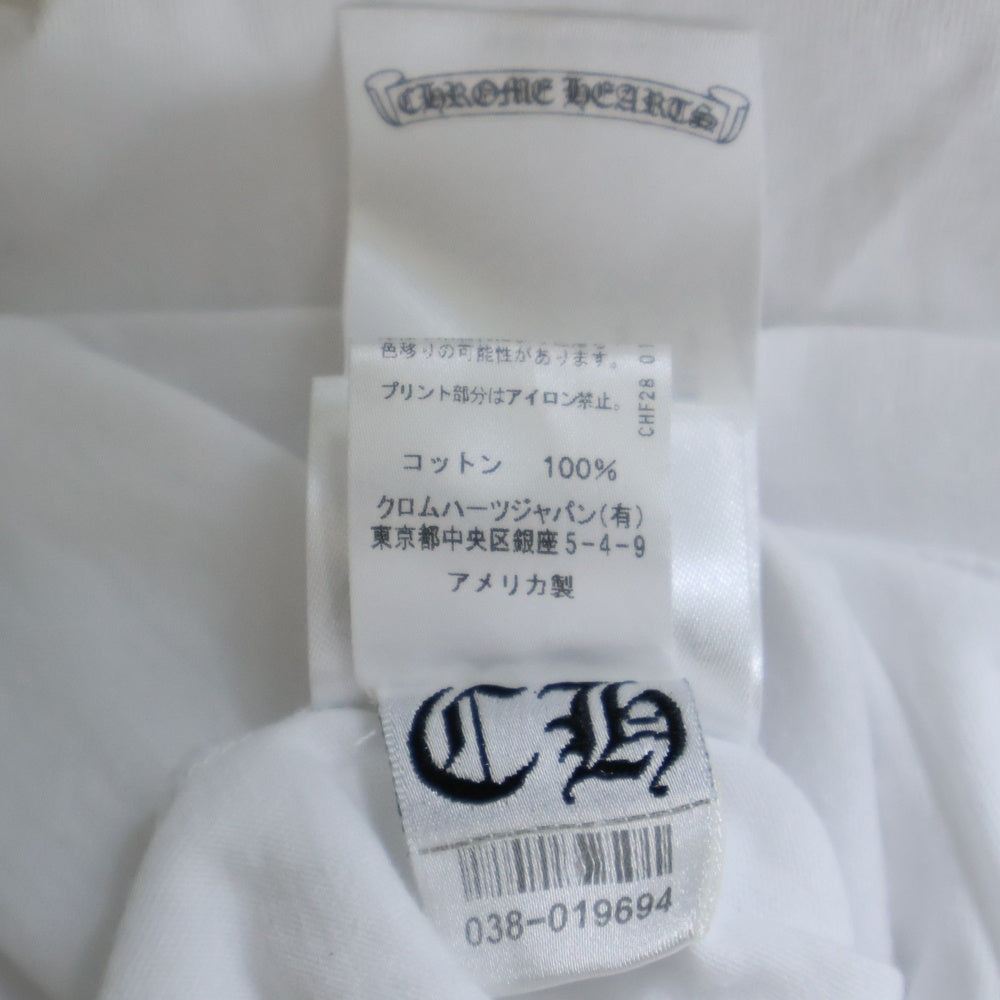 CHROME HEARTS
色移りの可能性があります。
プリント部分はアイロン禁止。
CHF28 01
コットン 100%
クロムハーツジャパン(有)
東京都中央区銀座5-4-9
アメリカ製
CH
038-019694